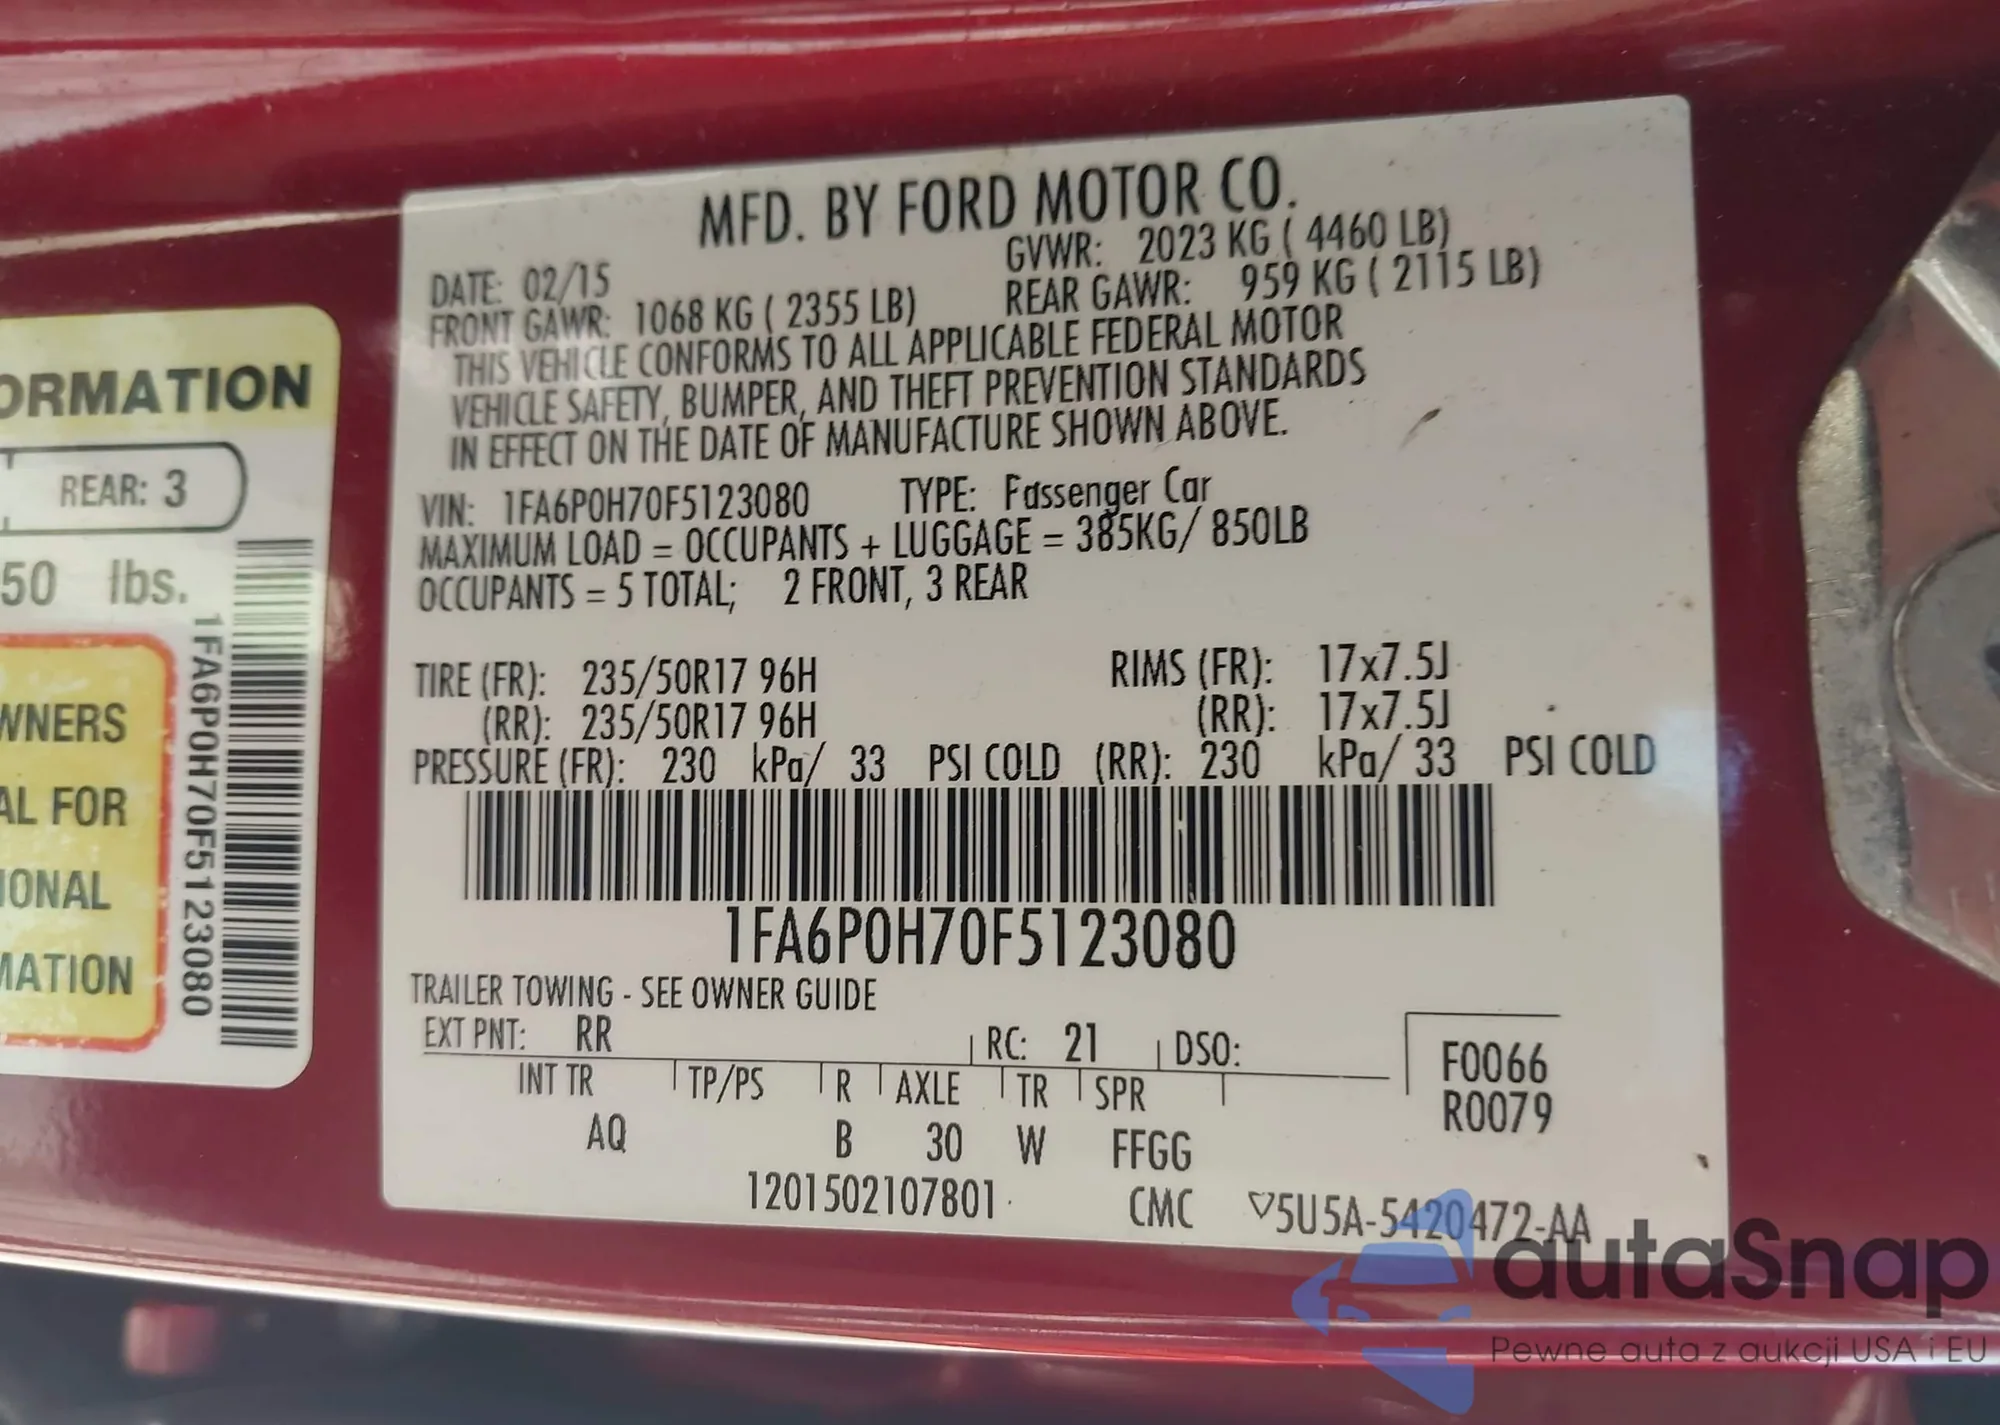 MFD. BY FORD MOTOR CO.
DATE: 02/15 GVWR: 2023 KG ( 4460 LB)
FRONT GAWR: 1068 KG ( 2355 LB) REAR GAWR: 959 KG ( 2115 LB)
THIS VEHICLE CONFORMS TO ALL APPLICABLE FEDERAL MOTOR
VEHICLE SAFETY, BUMPER, AND THEFT PREVENTION STANDARDS
IN EFFECT ON THE DATE OF MANUFACTURE SHOWN ABOVE.
VIN: 1FA6P0H70F5123080 TYPE: Passenger Car
MAXIMUM LOAD = OCCUPANTS + LUGGAGE = 385KG/ 850LB
OCCUPANTS = 5 TOTAL; 2 FRONT, 3 REAR
TIRE (FR): 235/50R17 96H RIMS (FR): 17x7.5J
(RR): 235/50R17 96H (RR): 17x7.5J
PRESSURE (FR): 230 kPa/ 33 PSI COLD (RR): 230 kPa/ 33 PSI COLD
1FA6P0H70F5123080
TRAILER TOWING - SEE OWNER GUIDE
EXT PNT: RR RC: 21 DSO:
INT TR TP/PS R AXLE TR SPR
AQ B 30 W FFGG
F0066
R0079
1201502107801 CMC ▽5U5A-5420472-AA
ORMATION
REAR: 3
50 lbs.
WNERS
AL FOR
IONAL
MATION
1FA6P0H70F5123080
autaSnap
Pewne auta z aukcji USA i EU